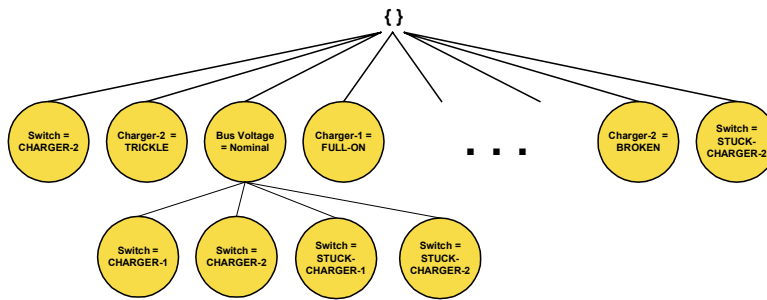 { }
Switch =
CHARGER-2
Charger-2 =
TRICKLE
Bus Voltage
= Nominal
Charger-1 =
FULL-ON
. . .
Charger-2 =
BROKEN
Switch =
STUCK-
CHARGER-2
Switch =
CHARGER-1
Switch =
CHARGER-2
Switch =
STUCK-
CHARGER-1
Switch =
STUCK-
CHARGER-2